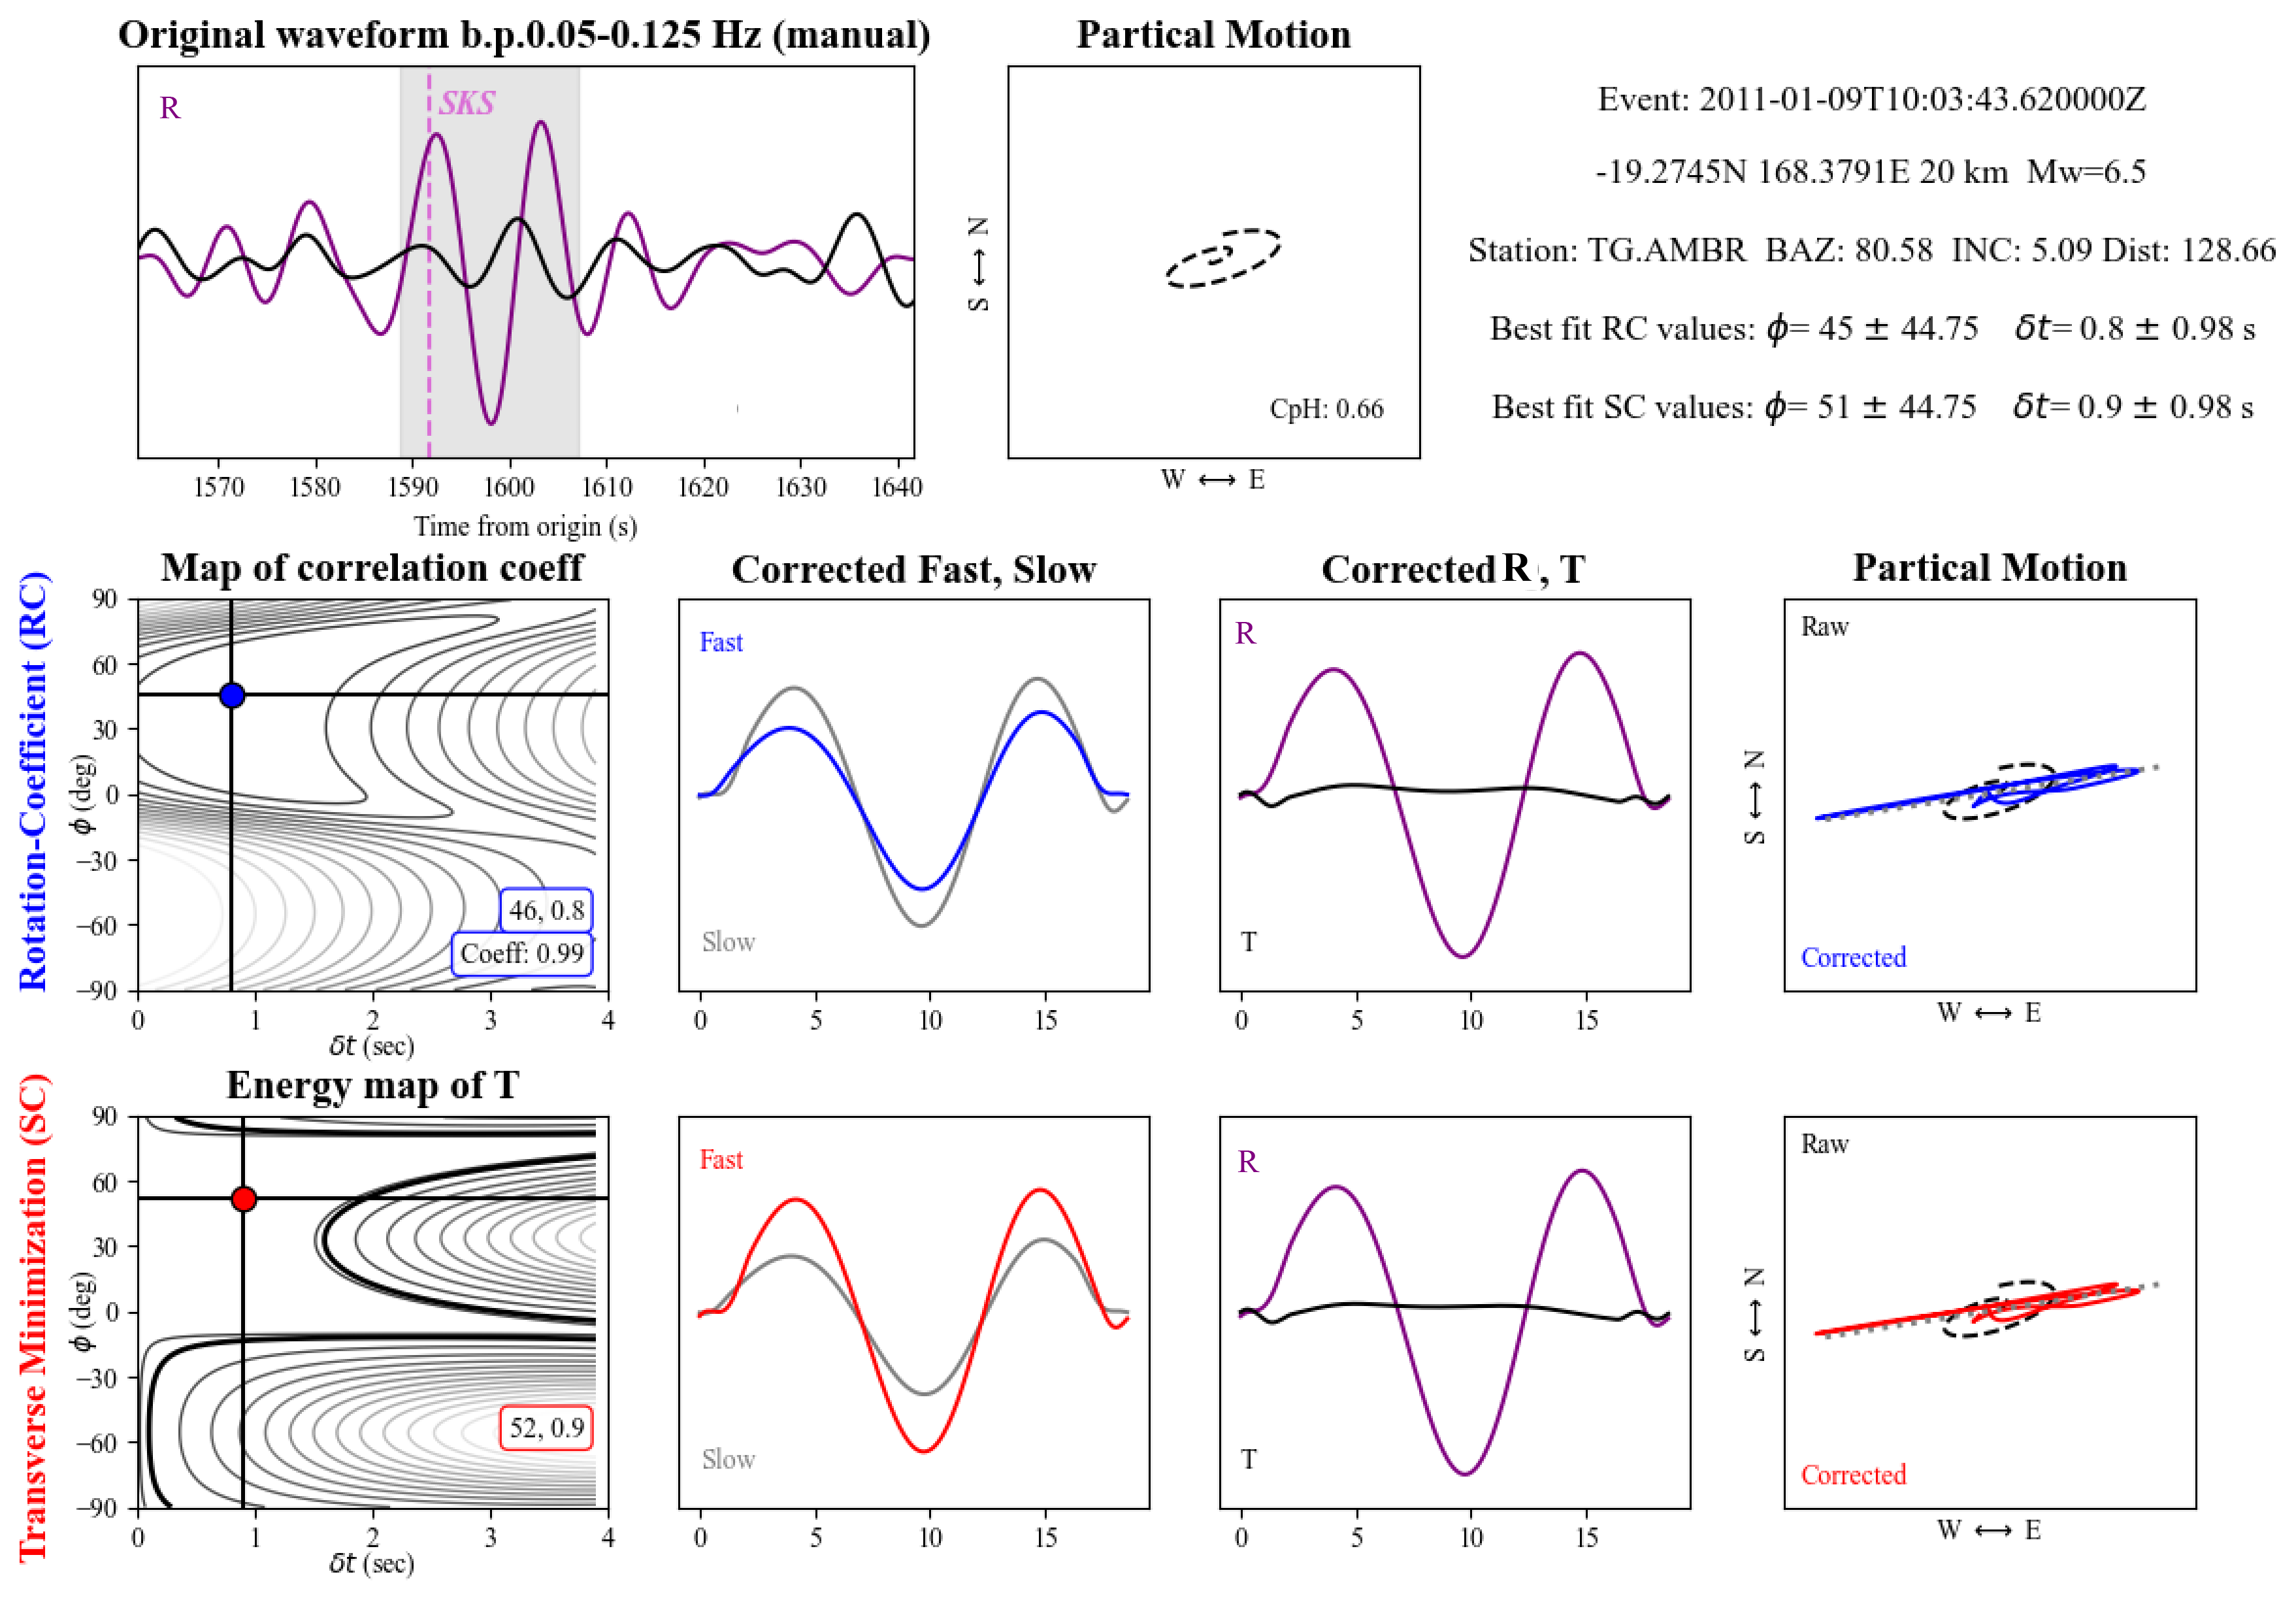 Original waveform b.p.0.05-0.125 Hz (manual)
R
SKS
1570 1580 1590 1600 1610 1620 1630 1640
Time from origin (s)
Partical Motion
S ⟷ N
CpH: 0.66
W ⟷ E
Event: 2011-01-09T10:03:43.620000Z
-19.2745N 168.3791E 20 km Mw=6.5
Station: TG.AMBR BAZ: 80.58 INC: 5.09 Dist: 128.66
Best fit RC values: ϕ= 45 ± 44.75 δt= 0.8 ± 0.98 s
Best fit SC values: ϕ= 51 ± 44.75 δt= 0.9 ± 0.98 s
Rotation-Coefficient (RC)
Map of correlation coeff
ϕ (deg)
90
60
30
0
−30
−60
−90
46, 0.8
Coeff: 0.99
0 1 2 3 4
δt (sec)
Corrected Fast, Slow
Fast
Slow
0 5 10 15
Corrected R , T
R
T
0 5 10 15
Partical Motion
Raw
S ⟷ N
Corrected
W ⟷ E
Transverse Minimization (SC)
Energy map of T
ϕ (deg)
90
60
30
0
−30
−60
−90
52, 0.9
0 1 2 3 4
δt (sec)
Fast
Slow
0 5 10 15
R
T
0 5 10 15
Raw
S ⟷ N
Corrected
W ⟷ E